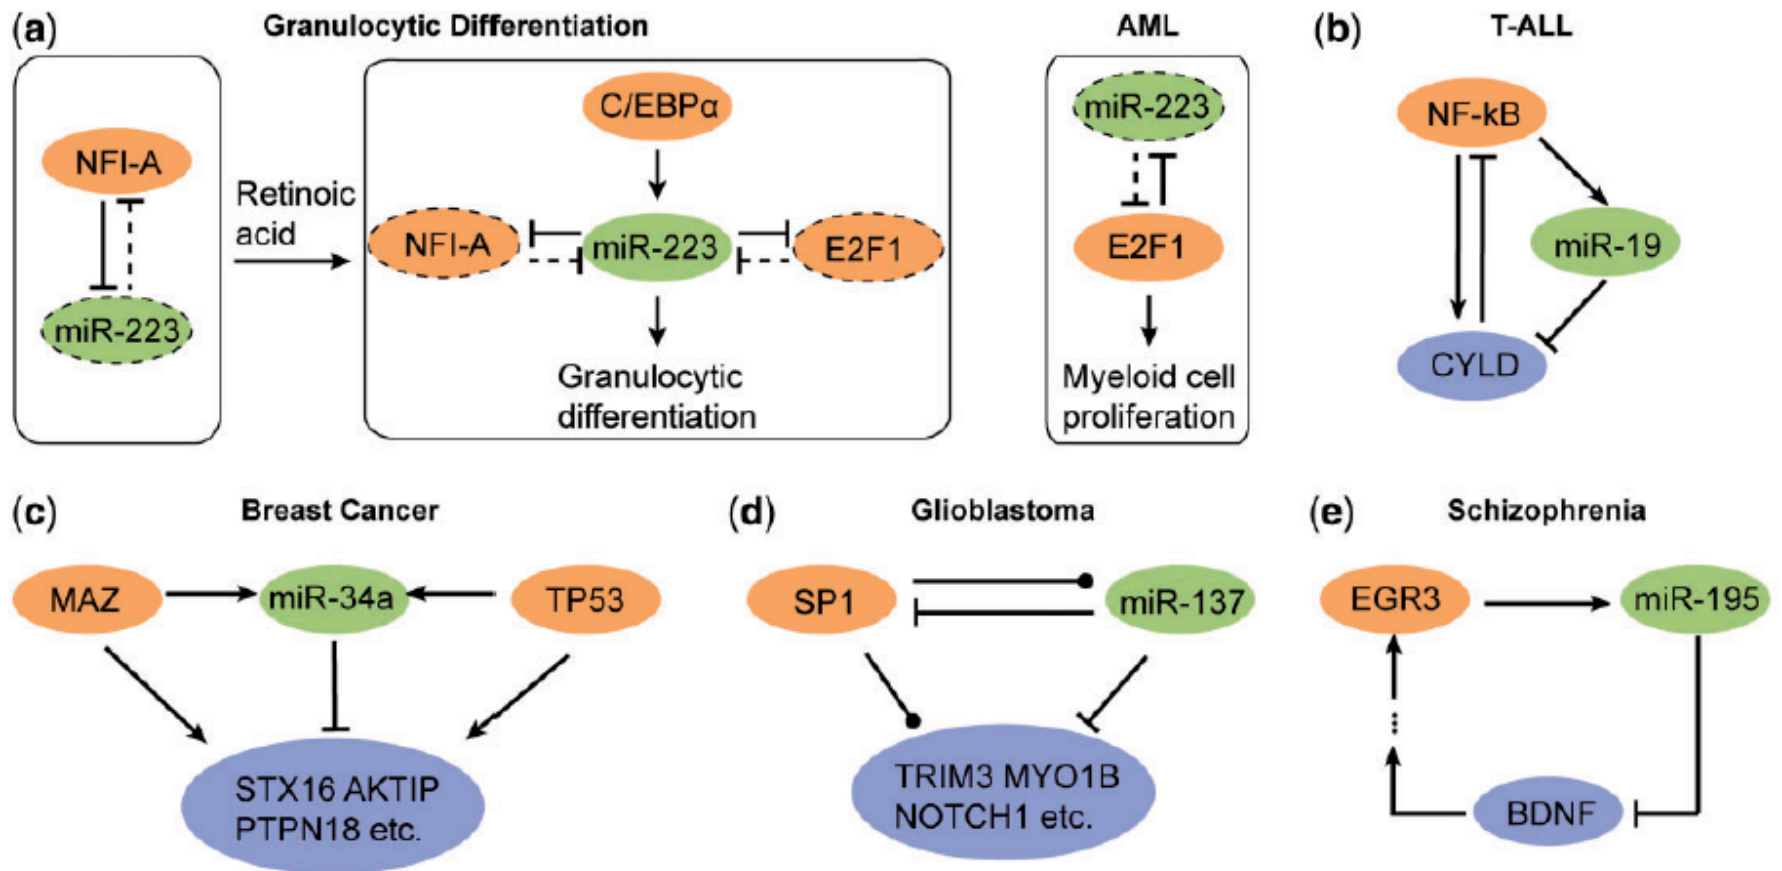 (a) Granulocytic Differentiation
NFI-A
miR-223
Retinoic
acid
C/EBPα
NFI-A
miR-223
E2F1
Granulocytic
differentiation
AML
miR-223
E2F1
Myeloid cell
proliferation
(b) T-ALL
NF-kB
miR-19
CYLD
(c) Breast Cancer
MAZ
miR-34a
TP53
STX16 AKTIP
PTPN18 etc.
(d) Glioblastoma
SP1
miR-137
TRIM3 MYO1B
NOTCH1 etc.
(e) Schizophrenia
EGR3
miR-195
BDNF